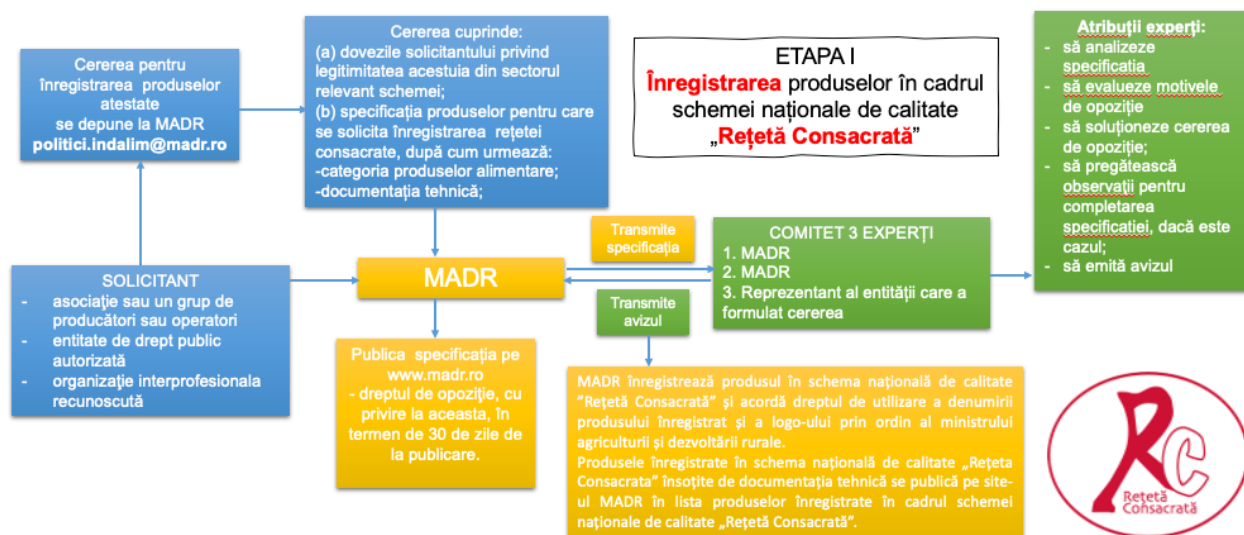 Cererea pentru
înregistrarea produselor
atestate
se depune la MADR
politici.indalim@madr.ro
Cererea cuprinde:
(a) dovezile solicitantului privind
legitimitatea acestuia din sectorul
relevant schemei;
(b) specificația produselor pentru care
se solicita înregistrarea rețetei
consacrate, după cum urmează:
-categoria produselor alimentare;
-documentația tehnică;
ETAPA I
Înregistrarea produselor în cadrul
schemei naționale de calitate
„Rețetă Consacrată”
Atribuții experți:
- să analizeze
specificatia
- să evalueze motivele
de opoziție
- să soluționeze cererea
de opoziție;
- să pregătească
observații pentru
completarea
specificatiei, dacă este
cazul;
- să emită avizul
SOLICITANT
- asociaţie sau un grup de
producători sau operatori
- entitate de drept public
autorizată
- organizaţie interprofesionala
recunoscută
MADR
Transmite
specificația
Transmite
avizul
COMITET 3 EXPERȚI
1. MADR
2. MADR
3. Reprezentant al entității care a
formulat cererea
Publica specificația pe
www.madr.ro
- dreptul de opoziție, cu
privire la aceasta, în
termen de 30 de zile de
la publicare.
MADR înregistrează produsul în schema națională de calitate
”Rețetă Consacrată” și acordă dreptul de utilizare a denumirii
produsului înregistrat și a logo-ului prin ordin al ministrului
agriculturii și dezvoltării rurale.
Produsele înregistrate în schema națională de calitate „Rețeta
Consacrata” însoțite de documentația tehnică se publică pe site-
ul MADR în lista produselor înregistrate în cadrul schemei
naționale de calitate „Rețetă Consacrată”.
RC
Rețetă
Consacrată